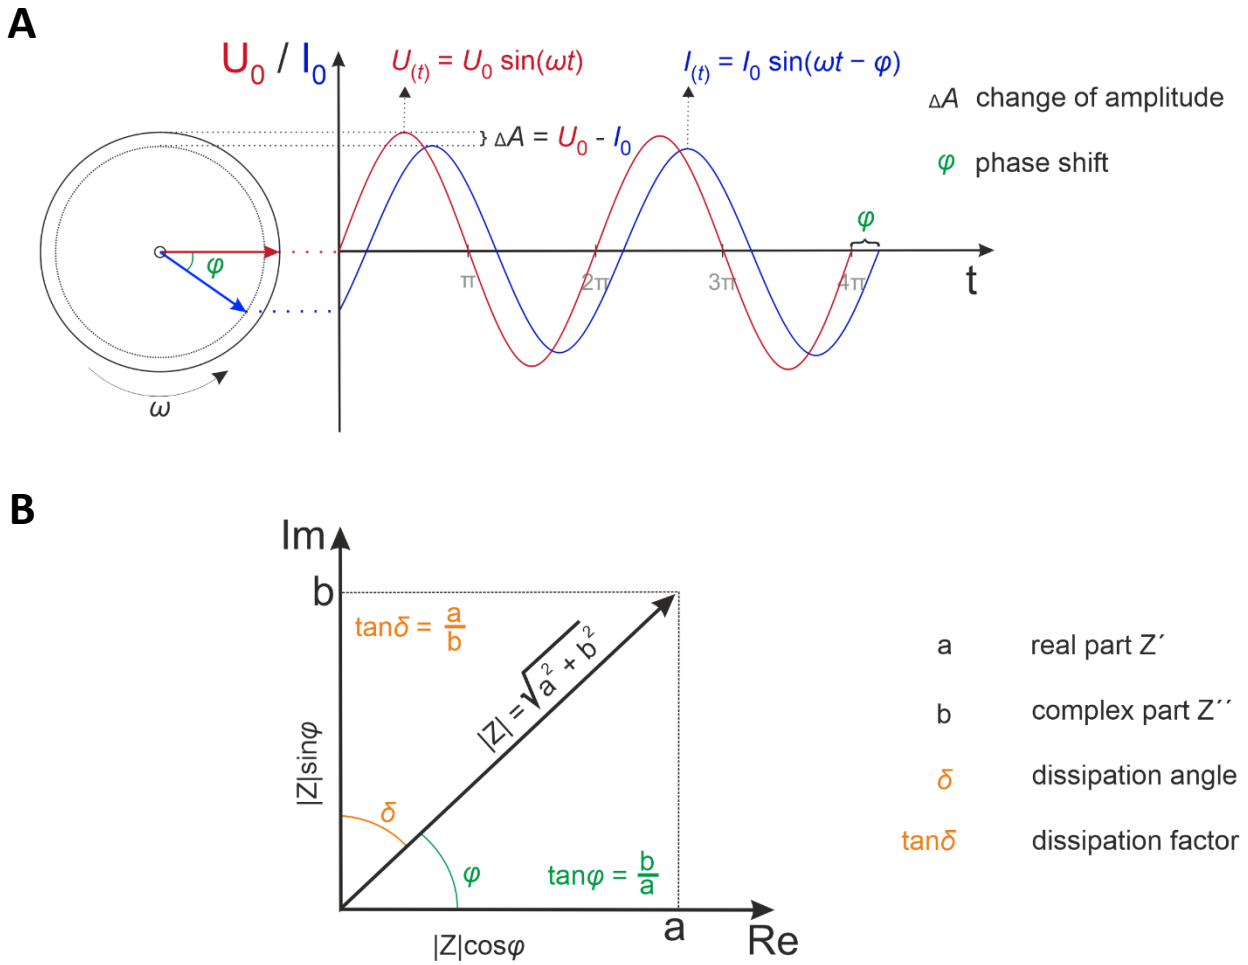 A
U₀ / I₀
U₍t₎ = U₀ sin(ωt)
I₍t₎ = I₀ sin(ωt − φ)
ΔA change of amplitude
} ΔA = U₀ - I₀
φ phase shift
φ
φ
π
2π
3π
4π
t
ω
B
Im
b
tanδ = a/b
|Z| = √a² + b²
a real part Z´
b complex part Z´´
|Z|sinφ
δ
δ dissipation angle
φ
tanφ = b/a
tanδ dissipation factor
a
|Z|cosφ
Re